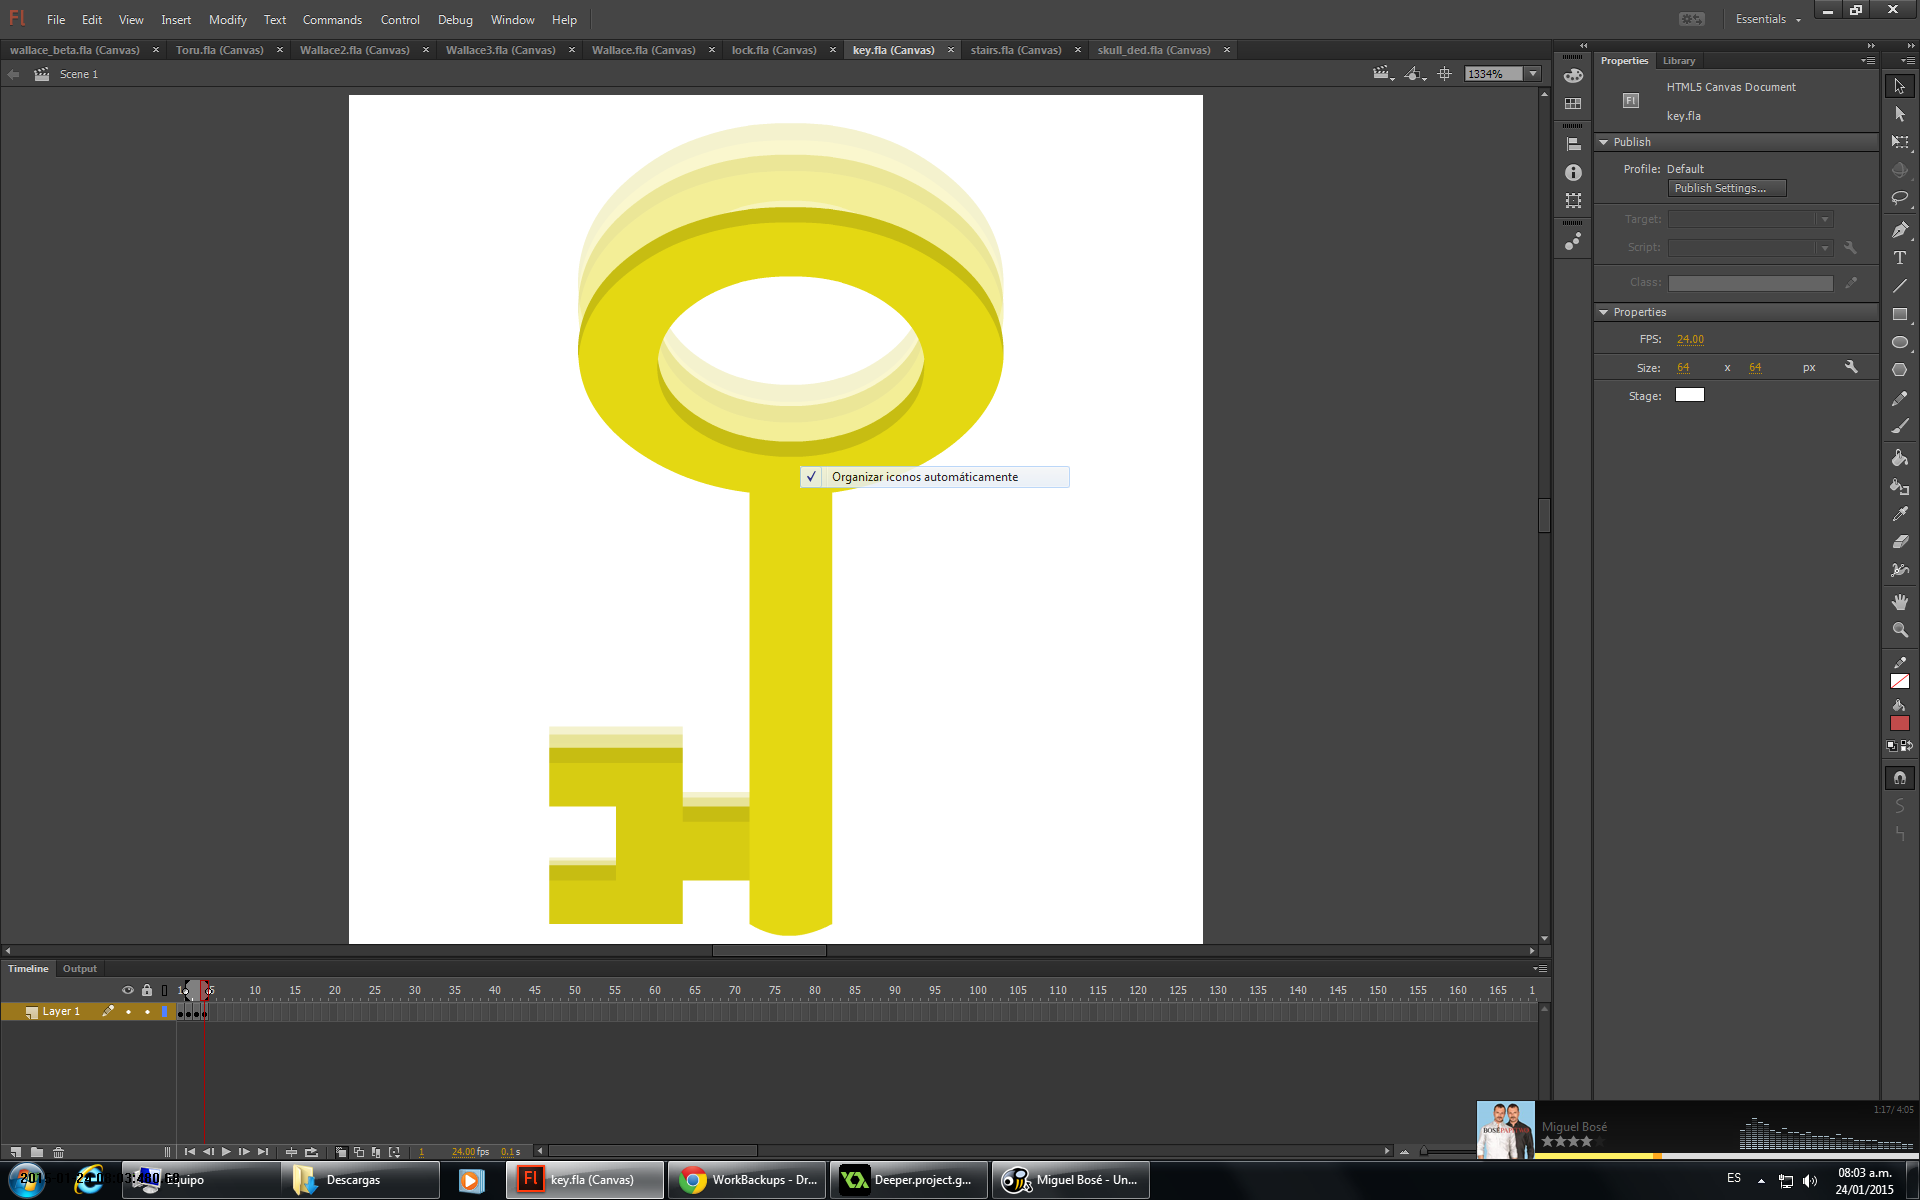 Fl File Edit View Insert Modify Text Commands Control Debug Window Help Essentials
wallace_beta.fla (Canvas) × Toru.fla (Canvas) × Wallace2.fla (Canvas) × Wallace3.fla (Canvas) × Wallace.fla (Canvas) × lock.fla (Canvas) × key.fla (Canvas) × stairs.fla (Canvas) × skull_ded.fla (Canvas) ×
Scene 1 1334%
Properties Library
HTML5 Canvas Document
Fl
key.fla
Publish
Profile: Default
Publish Settings...
Target:
Script:
Class:
Properties
FPS: 24.00
Size: 64 x 64 px
Stage:
✓ Organizar iconos automáticamente
Timeline Output
1 5 10 15 20 25 30 35 40 45 50 55 60 65 70 75 80 85 90 95 100 105 110 115 120 125 130 135 140 145 150 155 160 165 1
Layer 1
1 24.00 fps 0.1 s
1:17/ 4:05
Miguel Bosé
Equipo Descargas Fl key.fla (Canvas) WorkBackups - Dr... Deeper.project.g... Miguel Bosé - Un... ES
08:03 a.m.
24/01/2015